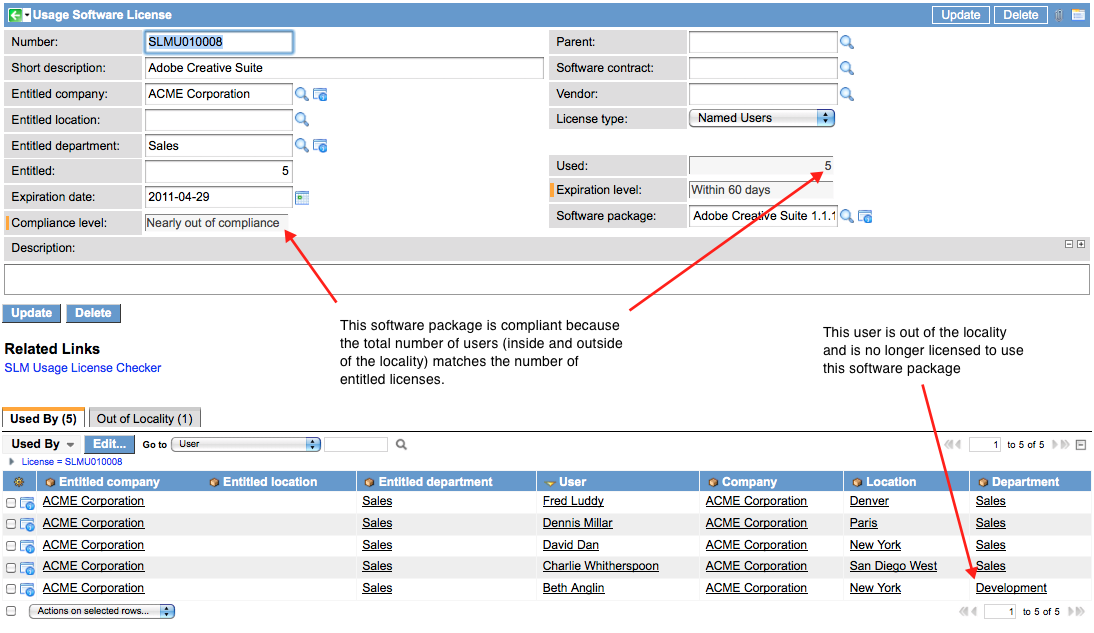 Usage Software License Update Delete
Number: SLMU010008 Parent:
Short description: Adobe Creative Suite Software contract:
Entitled company: ACME Corporation Vendor:
Entitled location: License type: Named Users
Entitled department: Sales
Entitled: 5 Used: 5
Expiration date: 2011-04-29 Expiration level: Within 60 days
Compliance level: Nearly out of compliance Software package: Adobe Creative Suite 1.1.1
Description:
Update Delete
This software package is compliant because
the total number of users (inside and outside
of the locality) matches the number of
entitled licenses.
This user is out of the locality
and is no longer licensed to use
this software package
Related Links
SLM Usage License Checker
Used By (5) Out of Locality (1)
Used By Edit... Go to User 1 to 5 of 5
License = SLMU010008
Entitled company Entitled location Entitled department User Company Location Department
ACME Corporation Sales Fred Luddy ACME Corporation Denver Sales
ACME Corporation Sales Dennis Millar ACME Corporation Paris Sales
ACME Corporation Sales David Dan ACME Corporation New York Sales
ACME Corporation Sales Charlie Whitherspoon ACME Corporation San Diego West Sales
ACME Corporation Sales Beth Anglin ACME Corporation New York Development
Actions on selected rows... 1 to 5 of 5